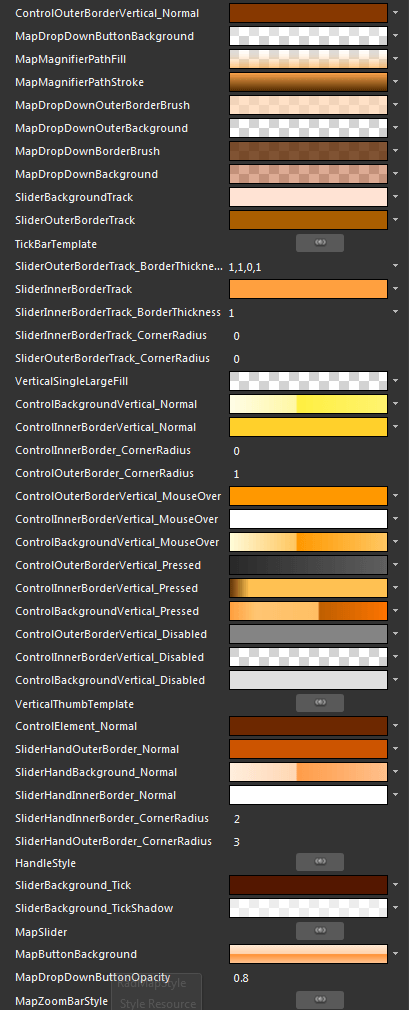 ControlOuterBorderVertical_Normal
MapDropDownButtonBackground
MapMagnifierPathFill
MapMagnifierPathStroke
MapDropDownOuterBorderBrush
MapDropDownOuterBackground
MapDropDownBorderBrush
MapDropDownBackground
SliderBackgroundTrack
SliderOuterBorderTrack
TickBarTemplate
SliderOuterBorderTrack_BorderThickne... 1,1,0,1
SliderInnerBorderTrack
SliderInnerBorderTrack_BorderThickness 1
SliderInnerBorderTrack_CornerRadius 0
SliderOuterBorderTrack_CornerRadius 0
VerticalSingleLargeFill
ControlBackgroundVertical_Normal
ControlInnerBorderVertical_Normal
ControlInnerBorder_CornerRadius 0
ControlOuterBorder_CornerRadius 1
ControlOuterBorderVertical_MouseOver
ControlInnerBorderVertical_MouseOver
ControlBackgroundVertical_MouseOver
ControlOuterBorderVertical_Pressed
ControlInnerBorderVertical_Pressed
ControlBackgroundVertical_Pressed
ControlOuterBorderVertical_Disabled
ControlInnerBorderVertical_Disabled
ControlBackgroundVertical_Disabled
VerticalThumbTemplate
ControlElement_Normal
SliderHandOuterBorder_Normal
SliderHandBackground_Normal
SliderHandInnerBorder_Normal
SliderHandInnerBorder_CornerRadius 2
SliderHandOuterBorder_CornerRadius 3
HandleStyle
SliderBackground_Tick
SliderBackground_TickShadow
MapSlider
MapButtonBackground
MapDropDownButtonOpacity 0.8
RadMapStyle
MapZoomBarStyle
Style Resource